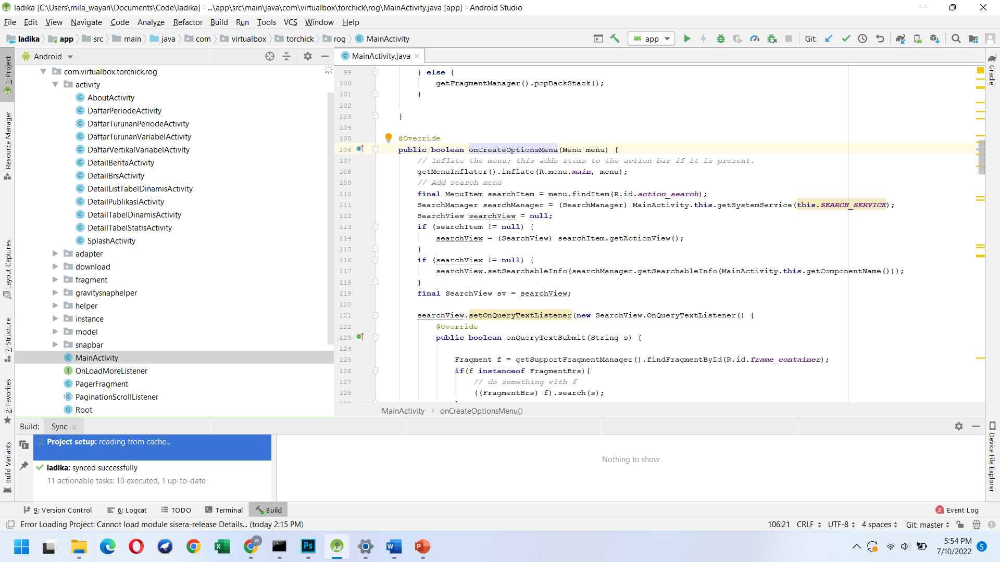 ladika [C:\Users\mila_wayan\Documents\Code\ladika] - ...\app\src\main\java\com\virtualbox\torchick\rog\MainActivity.java [app] - Android Studio
File Edit View Navigate Code Analyze Refactor Build Run Tools VCS Window Help
ladika app src main java com virtualbox torchick rog MainActivity
app
Git:
Android
MainActivity.java
1: Project
Resource Manager
Layout Captures
7: Structure
2: Favorites
Build Variants
com.virtualbox.torchick.rog
activity
AboutActivity
DaftarPeriodeActivity
DaftarTurunanPeriodeActivity
DaftarTurunanVariabelActivity
DaftarVertikalVariabelActivity
DetailBeritaActivity
DetailBrsActivity
DetailListTabelDinamisActivity
DetailPublikasiActivity
DetailTabelDinamisActivity
DetailTabelStatisActivity
SplashActivity
adapter
download
fragment
gravitysnaphelper
helper
instance
model
snapbar
MainActivity
OnLoadMoreListener
PagerFragment
PaginationScrollListener
Root
99 } else {
100 getFragmentManager().popBackStack();
101 }
102
103 }
104
105 @Override
106 public boolean onCreateOptionsMenu(Menu menu) {
107 // Inflate the menu; this adds items to the action bar if it is present.
108 getMenuInflater().inflate(R.menu.main, menu);
109 // Add search menu
110 final MenuItem searchItem = menu.findItem(R.id.action_search);
111 SearchManager searchManager = (SearchManager) MainActivity.this.getSystemService(this.SEARCH_SERVICE);
112 SearchView searchView = null;
113 if (searchItem != null) {
114 searchView = (SearchView) searchItem.getActionView();
115 }
116 if (searchView != null) {
117 searchView.setSearchableInfo(searchManager.getSearchableInfo(MainActivity.this.getComponentName()));
118 }
119 final SearchView sv = searchView;
120
121 searchView.setOnQueryTextListener(new SearchView.OnQueryTextListener() {
122 @Override
123 public boolean onQueryTextSubmit(String s) {
124
125 Fragment f = getSupportFragmentManager().findFragmentById(R.id.frame_container);
126 if(f instanceof FragmentBrs){
127 // do something with f
128 ((FragmentBrs) f).search(s);
MainActivity › onCreateOptionsMenu()
Gradle
Device File Explorer
Build: Sync
Project setup: reading from cache...
ladika: synced successfully
11 actionable tasks: 10 executed, 1 up-to-date
Nothing to show
9: Version Control 6: Logcat TODO Terminal Build
2 Event Log
Error Loading Project: Cannot load module sisera-release Details... (today 2:15 PM)
106:21 CRLF UTF-8 4 spaces Git: master
W
Ps
5:54 PM
7/10/2022
5